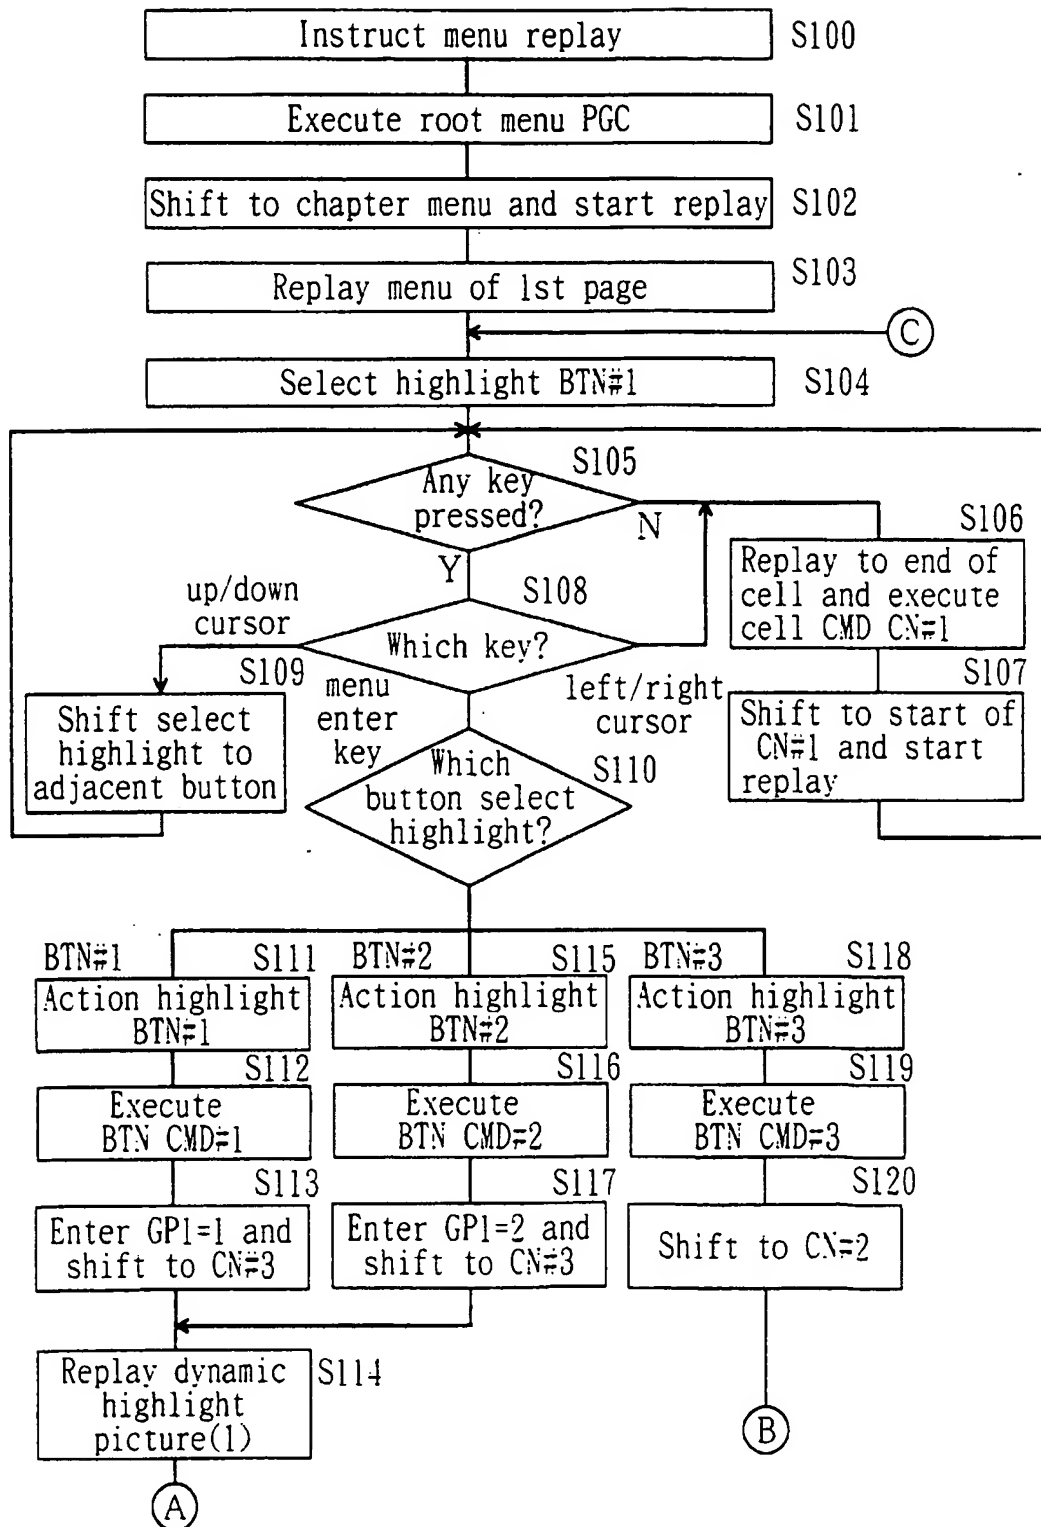 Instruct menu replay
S100
Execute root menu PGC
S101
Shift to chapter menu and start replay
S102
S103
Replay menu of 1st page
C
Select highlight BTN#1
S104
S105
Any key
pressed?
N
Y
S106
Replay to end of
cell and execute
cell CMD CN#1
up/down
cursor
S108
Which key?
S107
Shift to start of
CN#1 and start
replay
S109
Shift select
highlight to
adjacent button
menu
enter
key
left/right
cursor
S110
Which
button select
highlight?
BTN#1
S111
Action highlight
BTN#1
S112
Execute
BTN CMD#1
S113
Enter GP1=1 and
shift to CN#3
BTN#2
S115
Action highlight
BTN#2
S116
Execute
BTN CMD#2
S117
Enter GP1=2 and
shift to CN#3
BTN#3
S118
Action highlight
BTN#3
S119
Execute
BTN CMD#3
S120
Shift to CN#2
S114
Replay dynamic
highlight
picture(1)
B
A